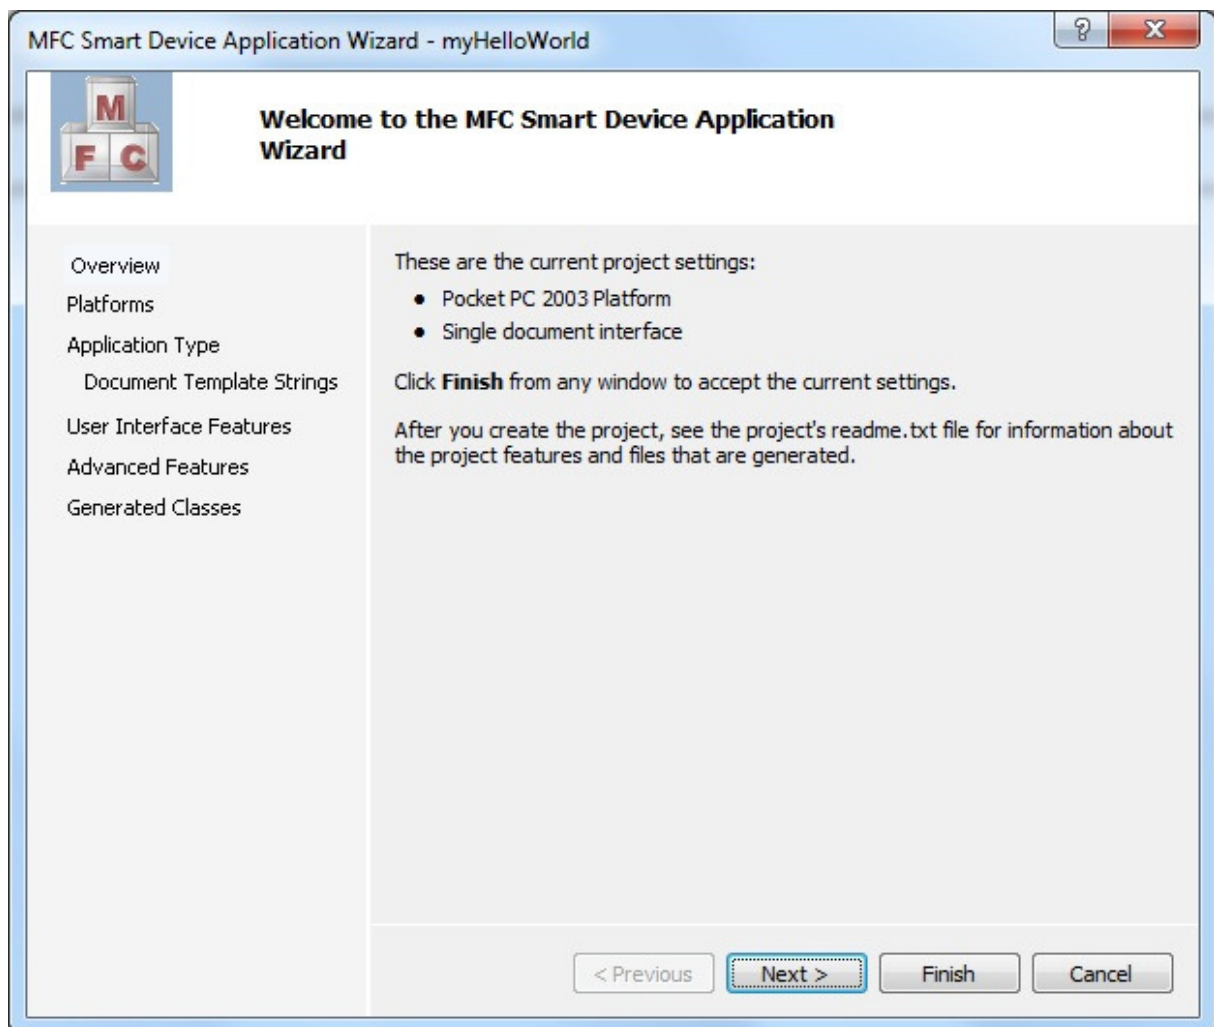 MFC Smart Device Application Wizard - myHelloWorld
M
F C
Welcome to the MFC Smart Device Application
Wizard
Overview
Platforms
Application Type
Document Template Strings
User Interface Features
Advanced Features
Generated Classes
These are the current project settings:
● Pocket PC 2003 Platform
● Single document interface
Click Finish from any window to accept the current settings.
After you create the project, see the project's readme.txt file for information about
the project features and files that are generated.
< Previous
Next >
Finish
Cancel